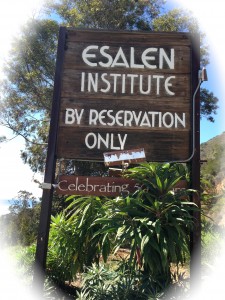 ESALEN
INSTITUTE
BY RESERVATION
ONLY
Celebrating